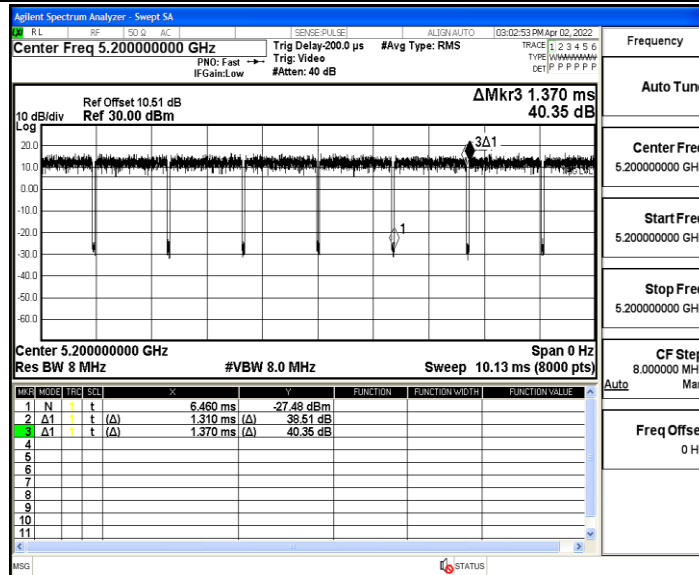 Agilent Spectrum Analyzer - Swept SA
RL RF 50 Ω AC SENSE:PULSE ALIGN AUTO 03:02:53 PM Apr 02, 2022
Center Freq 5.200000000 GHz
PNO: Fast
IFGain:Low
Trig Delay-200.0 µs
Trig: Video
#Atten: 40 dB
#Avg Type: RMS
TRACE 1 2 3 4 5 6
TYPE
DET P P P P P P
Ref Offset 10.51 dB
10 dB/div Ref 30.00 dBm
Log
ΔMkr3 1.370 ms
40.35 dB
20.0
10.0
0.00
-10.0
-20.0
-30.0
-40.0
-50.0
-60.0
3Δ1
1
Center 5.200000000 GHz Span 0 Hz
Res BW 8 MHz #VBW 8.0 MHz Sweep 10.13 ms (8000 pts)
MKR MODE TRC SCL X Y FUNCTION FUNCTION WIDTH FUNCTION VALUE
1 N 1 t 6.460 ms -27.48 dBm
2 Δ1 1 t (Δ) 1.310 ms (Δ) 38.51 dB
3 Δ1 1 t (Δ) 1.370 ms (Δ) 40.35 dB
4
5
6
7
8
9
10
11
MSG STATUS
Frequency
Auto Tun
Center Fre
5.200000000 GH
Start Fre
5.200000000 GH
Stop Fre
5.200000000 GH
CF Step
8.000000 MH
Auto Ma
Freq Offse
0 H